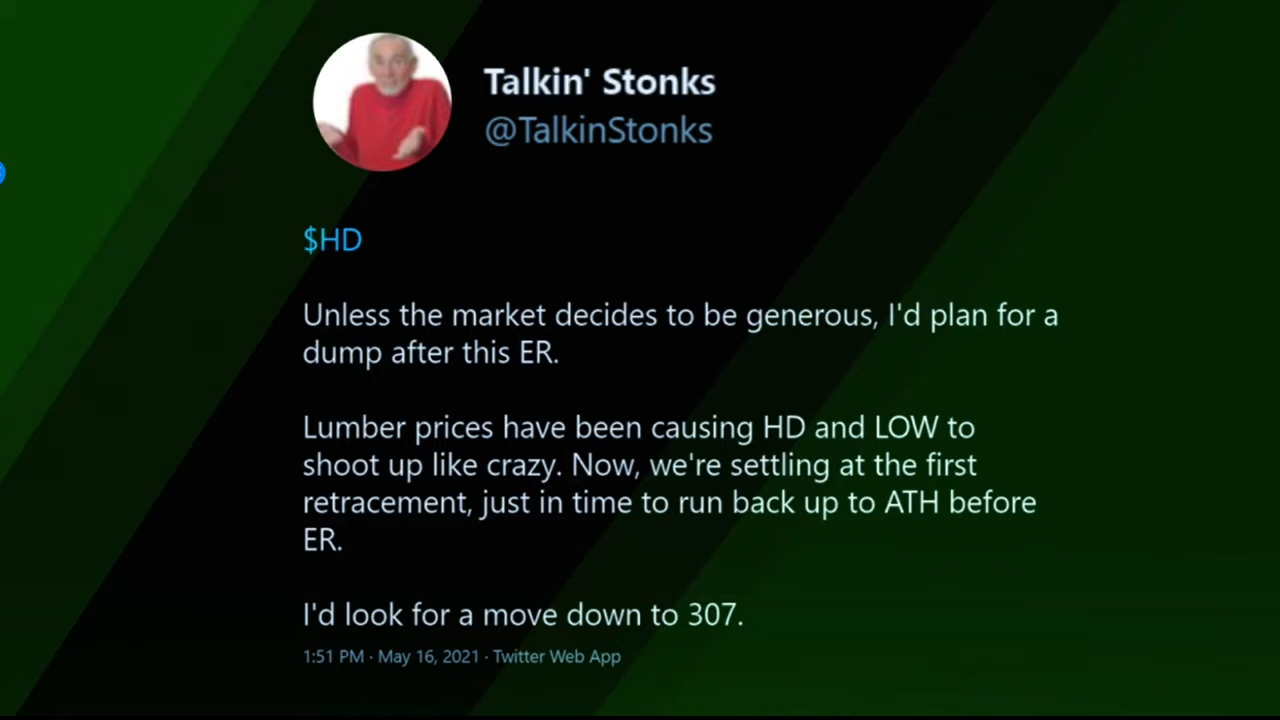 Talkin' Stonks
@TalkinStonks
$HD
Unless the market decides to be generous, I'd plan for a
dump after this ER.
Lumber prices have been causing HD and LOW to
shoot up like crazy. Now, we're settling at the first
retracement, just in time to run back up to ATH before
ER.
I'd look for a move down to 307.
1:51 PM · May 16, 2021 · Twitter Web App